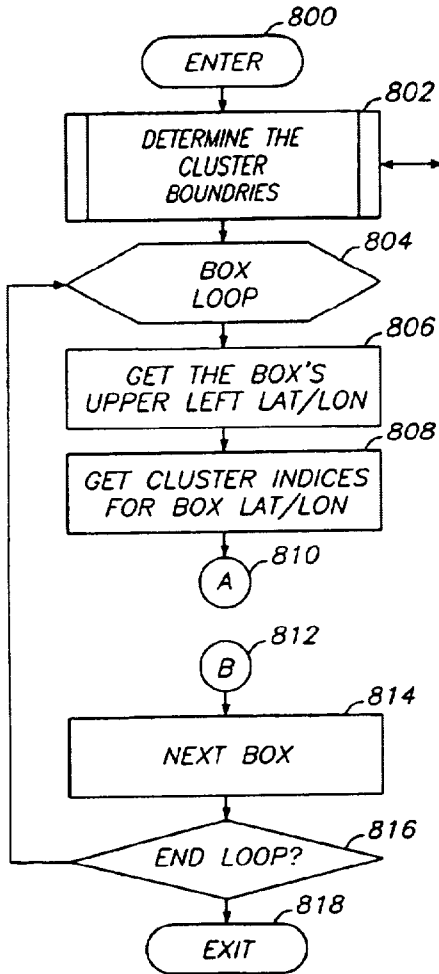 800
ENTER
802
DETERMINE THE
CLUSTER
BOUNDRIES
804
BOX
LOOP
806
GET THE BOX'S
UPPER LEFT LAT/LON
808
GET CLUSTER INDICES
FOR BOX LAT/LON
810
A
812
B
814
NEXT BOX
816
END LOOP?
818
EXIT